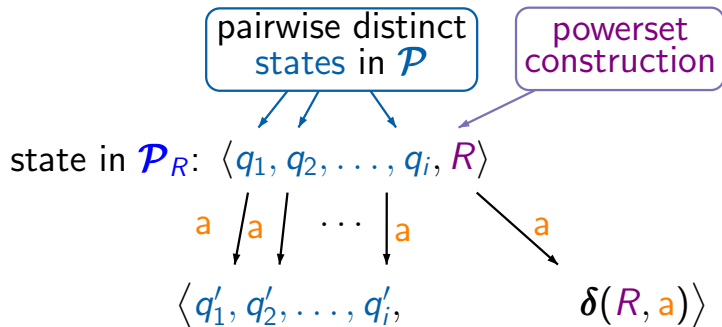 pairwise distinct
states in 𝓟
powerset
construction
state in 𝓟_R: ⟨q₁, q₂, . . . , qᵢ, R⟩
a a · · · a a
⟨q′₁, q′₂, . . . , q′ᵢ, δ(R, a)⟩